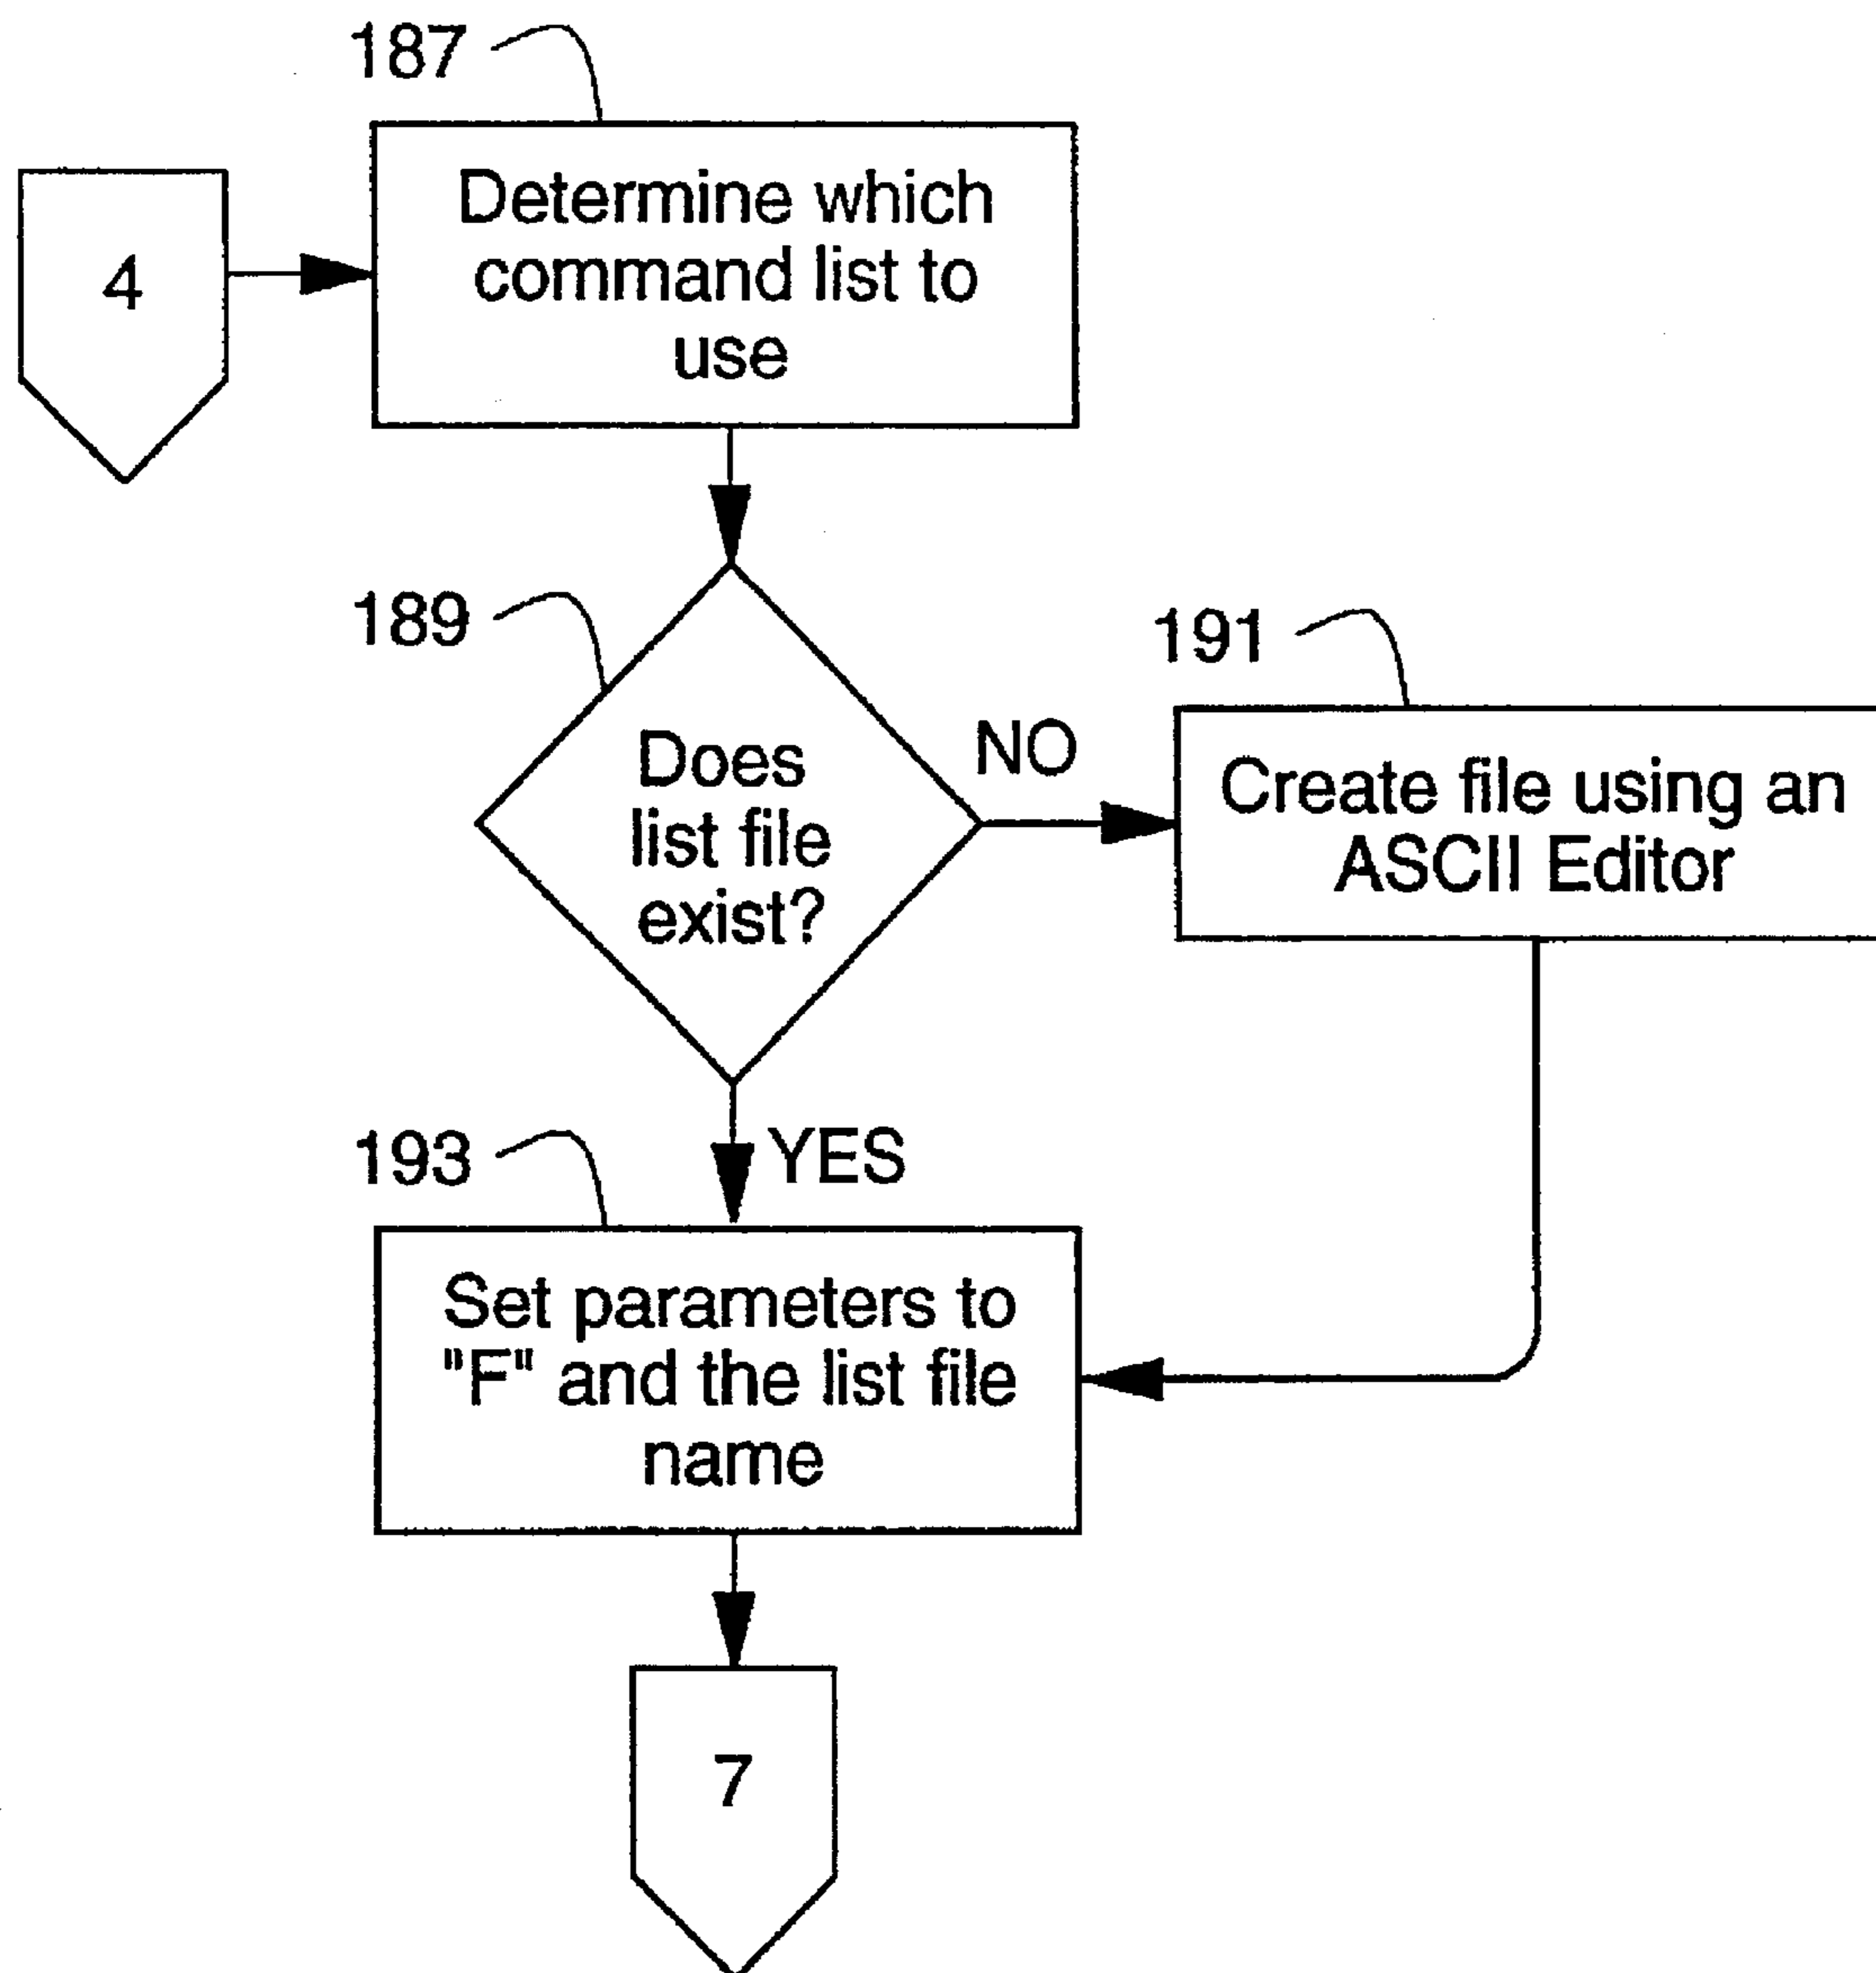 187
4
Determine which
command list to
use
189
Does
list file
exist?
NO
191
Create file using an
ASCII Editor
YES
193
Set parameters to
"F" and the list file
name
7